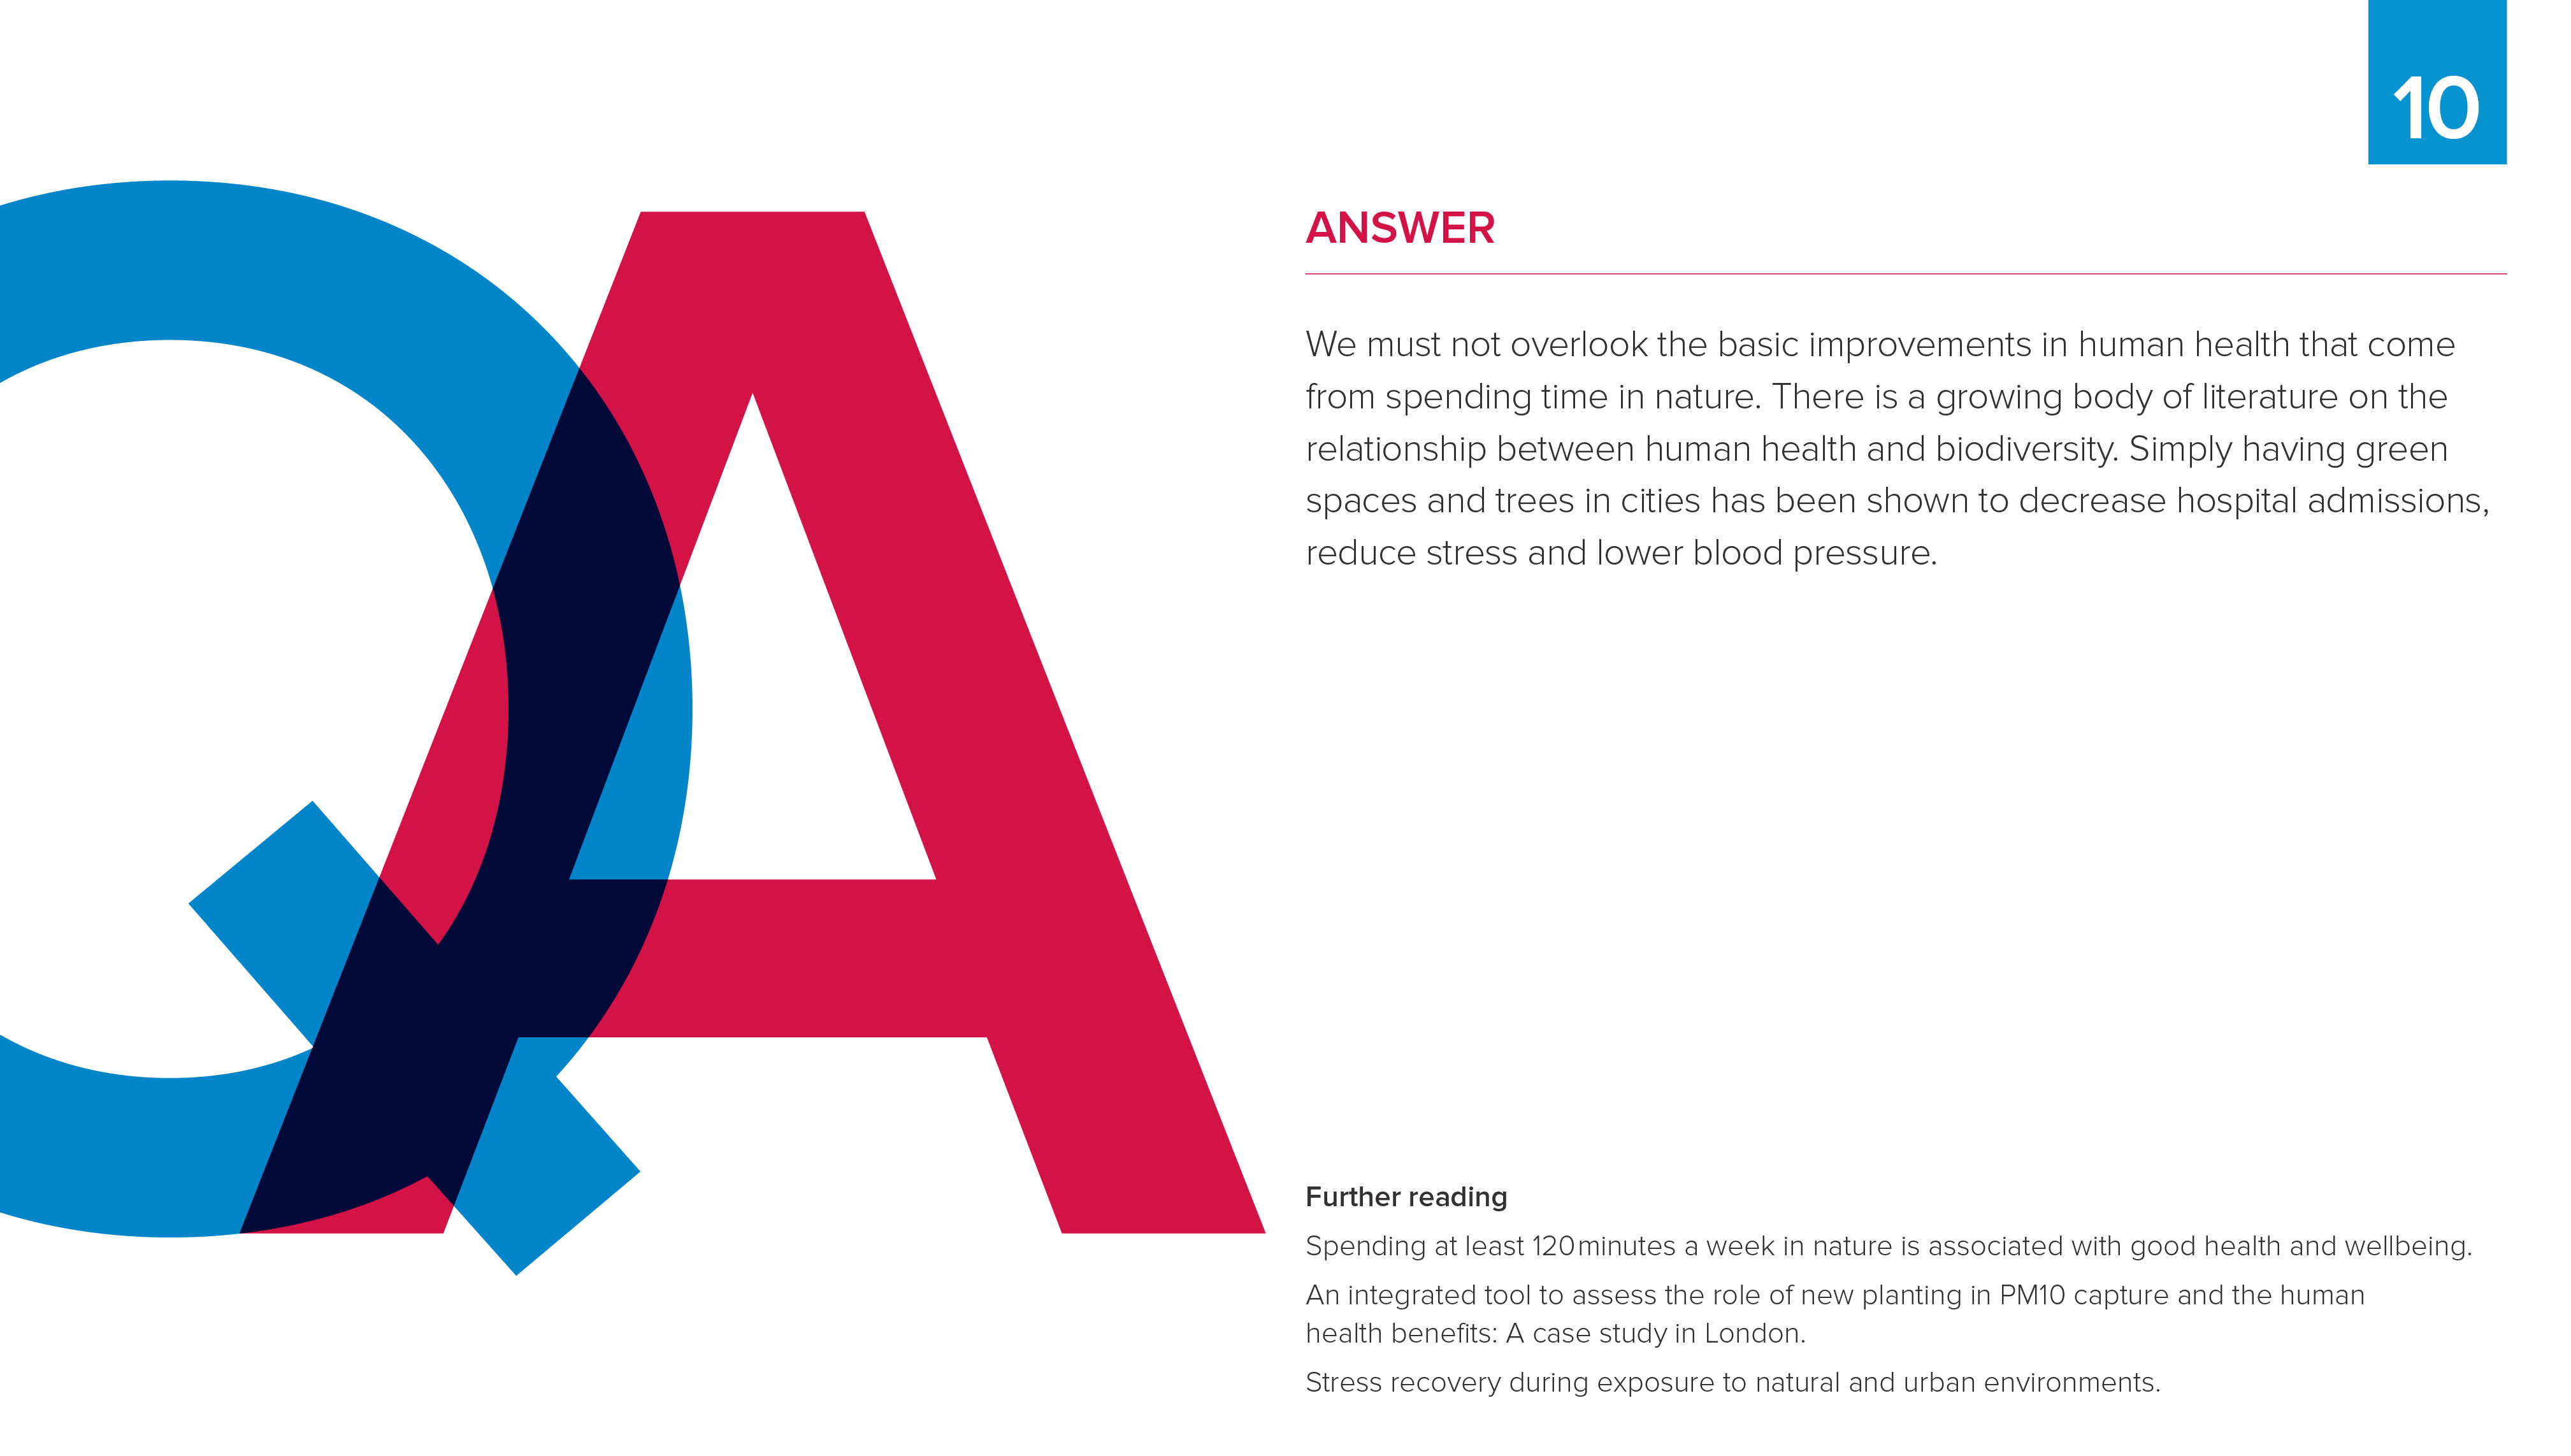 10
QA
ANSWER
We must not overlook the basic improvements in human health that come
from spending time in nature. There is a growing body of literature on the
relationship between human health and biodiversity. Simply having green
spaces and trees in cities has been shown to decrease hospital admissions,
reduce stress and lower blood pressure.
Further reading
Spending at least 120 minutes a week in nature is associated with good health and wellbeing.
An integrated tool to assess the role of new planting in PM10 capture and the human
health benefits: A case study in London.
Stress recovery during exposure to natural and urban environments.